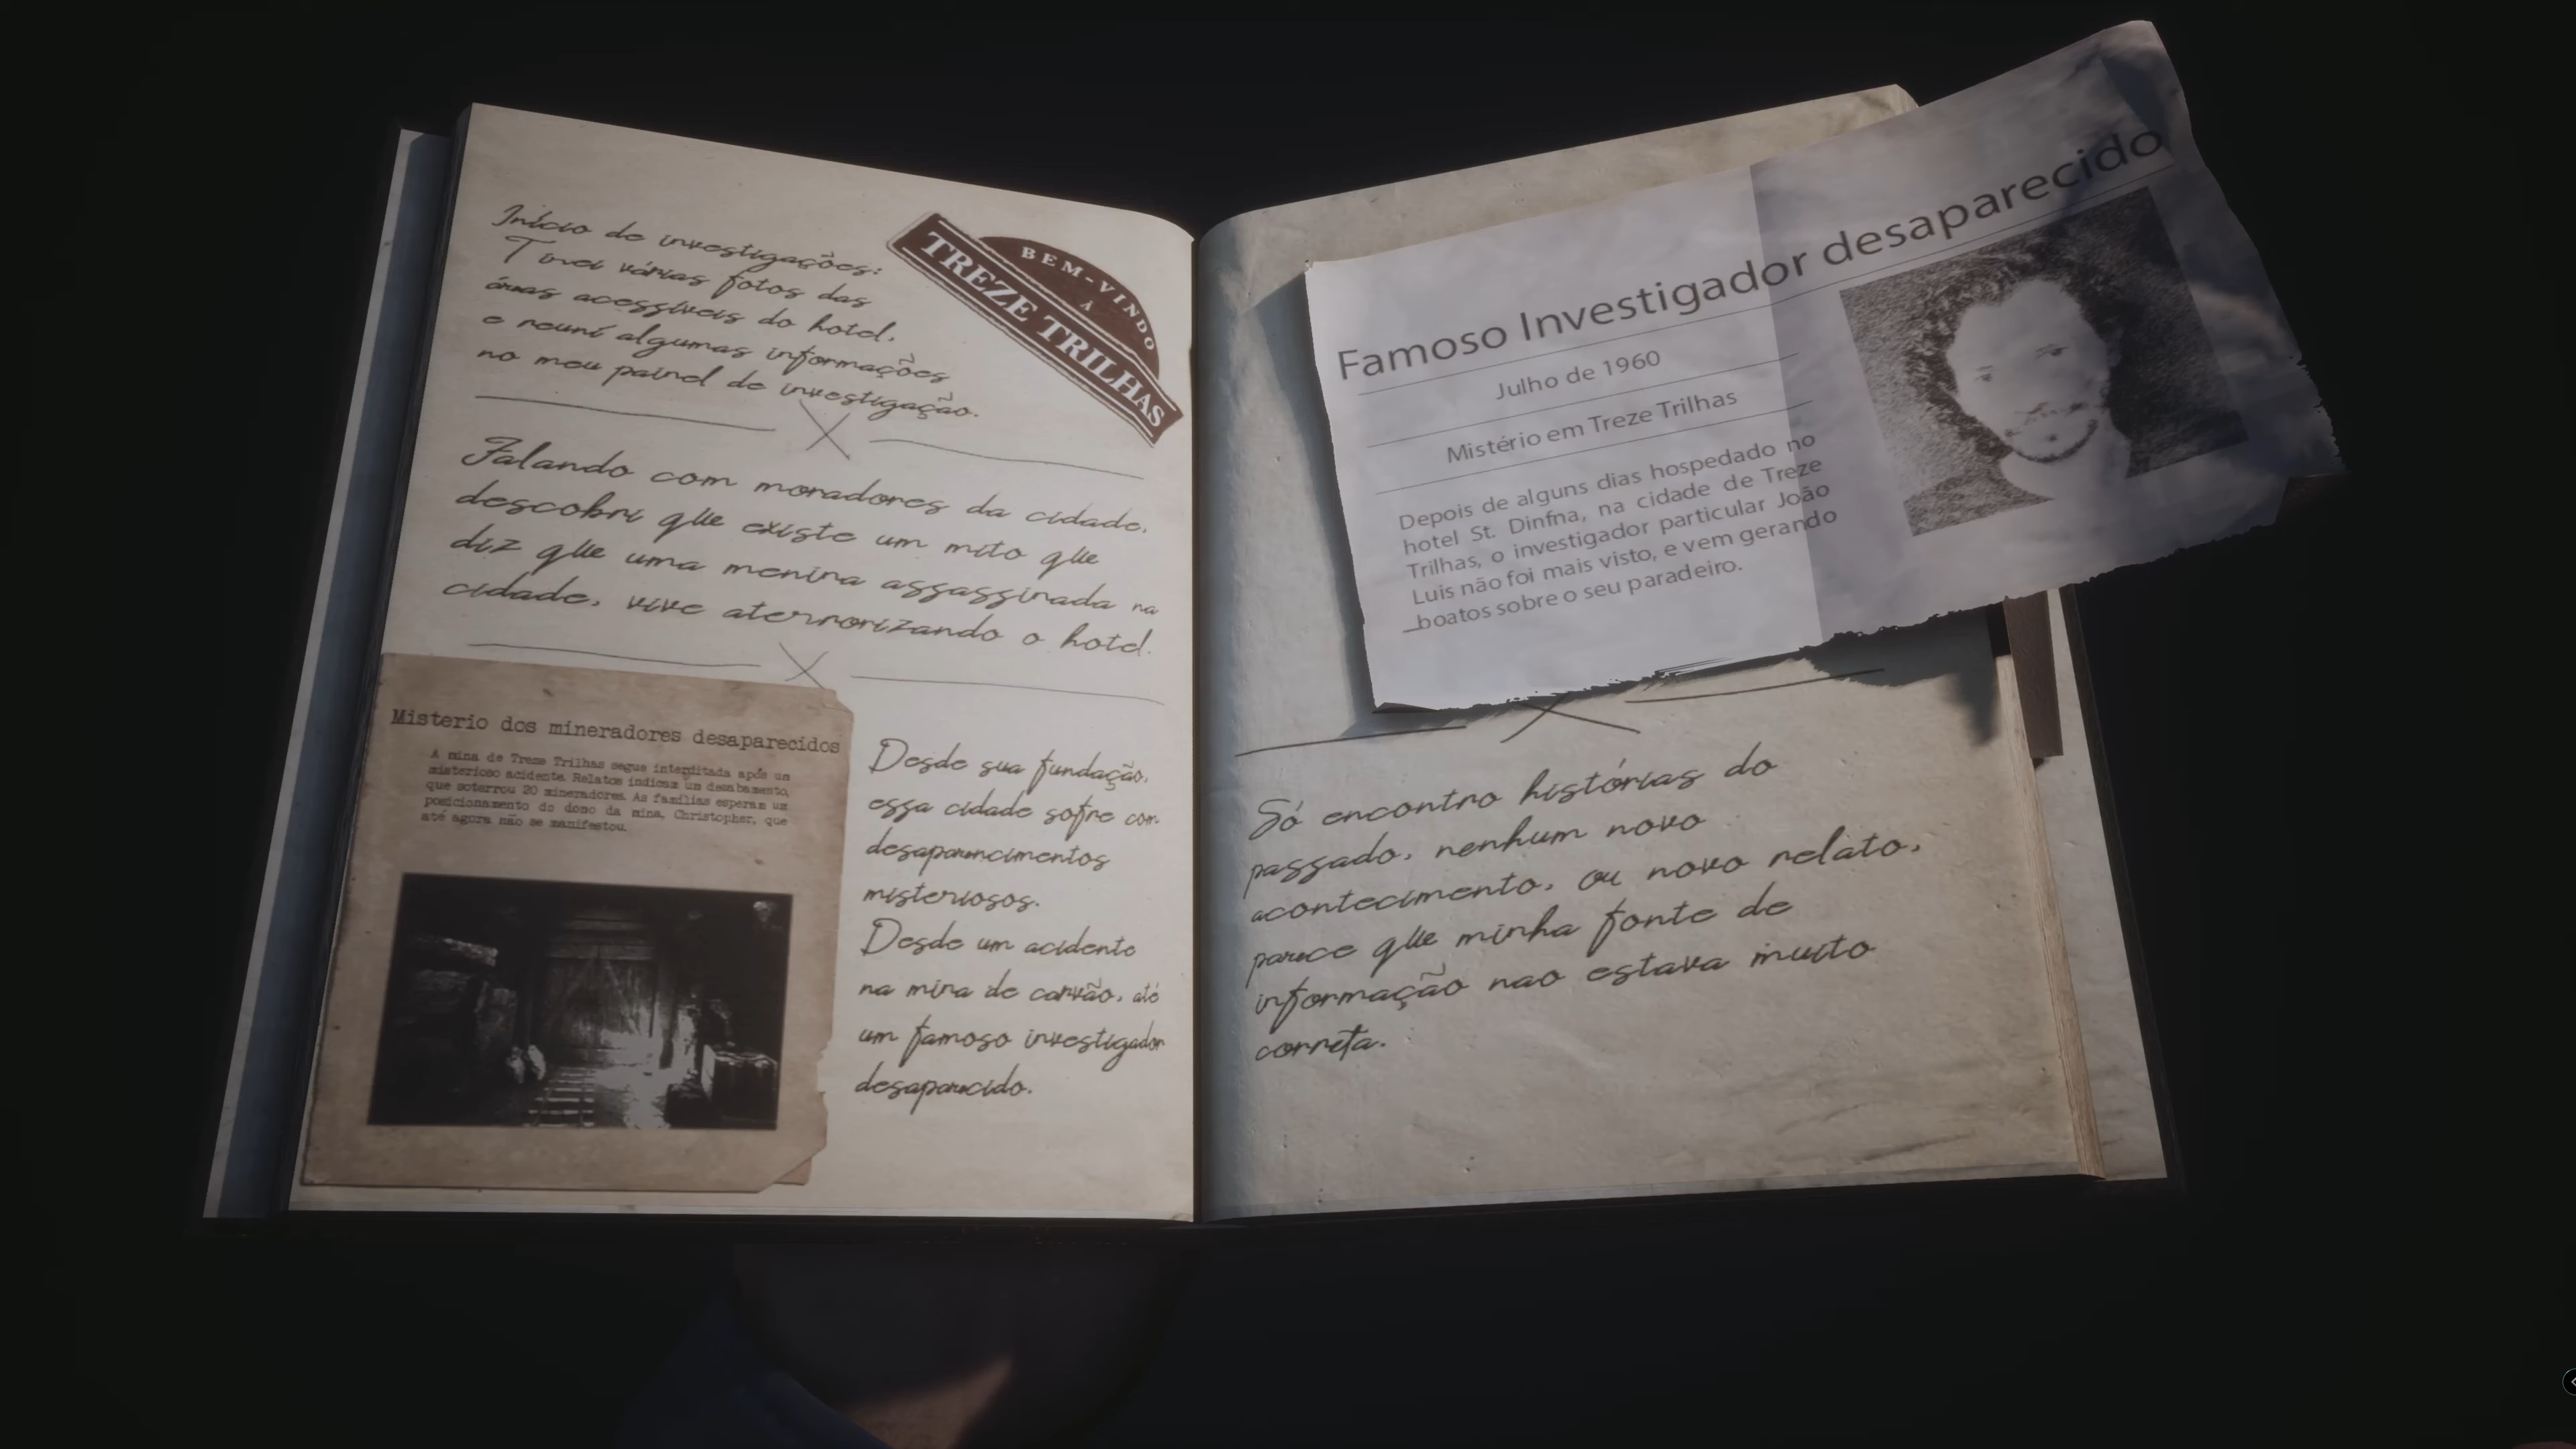 Início de investigações:
Tirei várias fotos das
áreas acessíveis do hotel,
e reuni algumas informações
no meu painel de investigação.
BEM-VINDO
À
TREZE TRILHAS
Falando com moradores da cidade,
descobri que existe um mito que
diz que uma menina assassinada na
cidade, vive aterrorizando o hotel.
Misterio dos mineradores desaparecidos
A mina de Treze Trilhas segue interditada após um
misterioso acidente. Relatos indicam um desabamento,
que soterrou 20 mineradores. As famílias esperam um
posicionamento do dono da mina, Christopher, que
até agora não se manifestou.
Desde sua fundação,
essa cidade sofre com
desaparecimentos
misteriosos.
Desde um acidente
na mina de carvão, até
um famoso investigador
desaparecido.
Famoso Investigador desaparecido
Julho de 1960
Mistério em Treze Trilhas
Depois de alguns dias hospedado no
hotel St. Dinfna, na cidade de Treze
Trilhas, o investigador particular João
Luis não foi mais visto, e vem gerando
boatos sobre o seu paradeiro.
Só encontro histórias do
passado, nenhum novo
acontecimento, ou novo relato,
parece que minha fonte de
informação nao estava muito
correta.